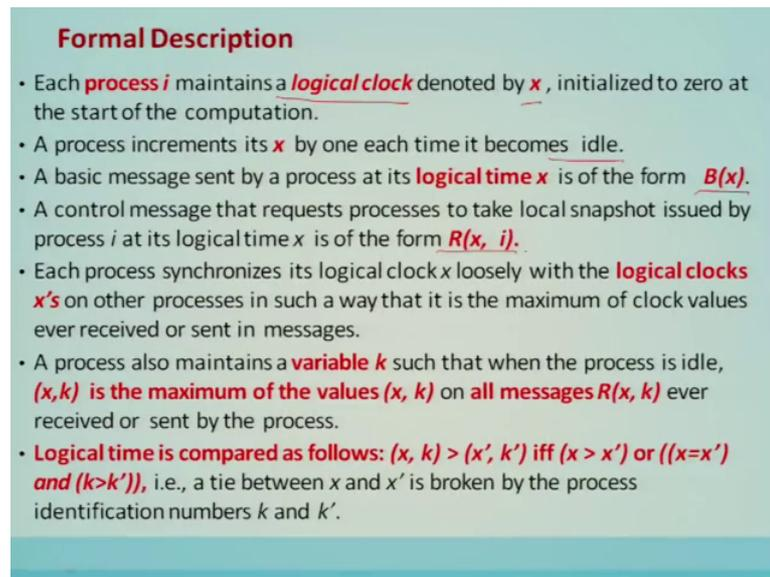 Formal Description
• Each process i maintains a logical clock denoted by x , initialized to zero at
the start of the computation.
• A process increments its x by one each time it becomes idle.
• A basic message sent by a process at its logical time x is of the form B(x).
• A control message that requests processes to take local snapshot issued by
process i at its logical time x is of the form R(x, i).
• Each process synchronizes its logical clock x loosely with the logical clocks
x’s on other processes in such a way that it is the maximum of clock values
ever received or sent in messages.
• A process also maintains a variable k such that when the process is idle,
(x,k) is the maximum of the values (x, k) on all messages R(x, k) ever
received or sent by the process.
• Logical time is compared as follows: (x, k) > (x’, k’) iff (x > x’) or ((x=x’)
and (k>k’)), i.e., a tie between x and x’ is broken by the process
identification numbers k and k’.